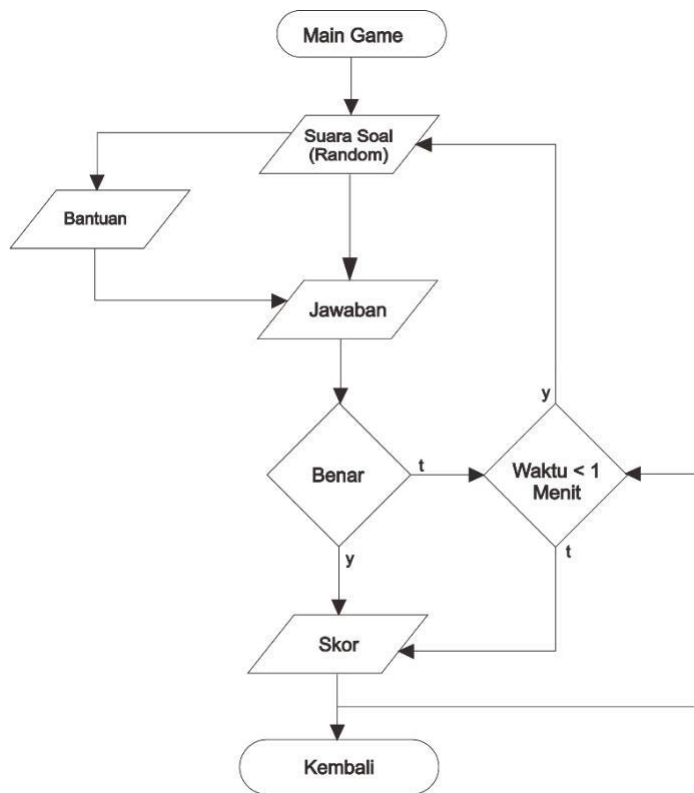 Main Game
Suara Soal
(Random)
Bantuan
Jawaban
y
Benar
t
Waktu < 1
Menit
y
t
Skor
Kembali